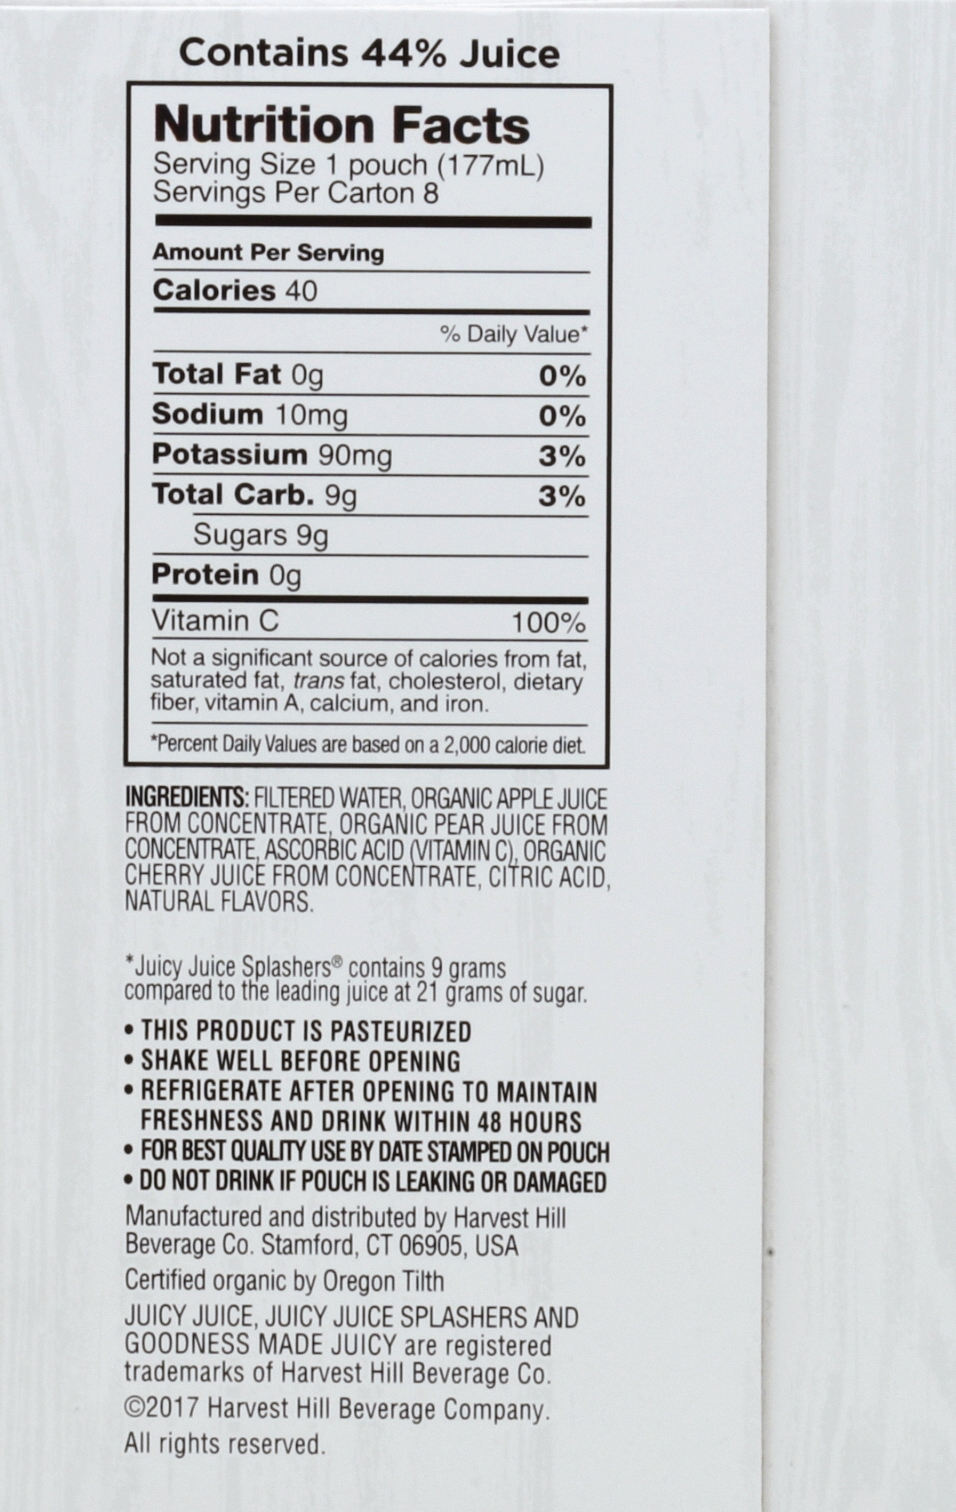 Contains 44% Juice
Nutrition Facts
Serving Size 1 pouch (177mL)
Servings Per Carton 8
Amount Per Serving
Calories 40
% Daily Value*
Total Fat 0g 0%
Sodium 10mg 0%
Potassium 90mg 3%
Total Carb. 9g 3%
Sugars 9g
Protein 0g
Vitamin C 100%
Not a significant source of calories from fat,
saturated fat, trans fat, cholesterol, dietary
fiber, vitamin A, calcium, and iron.
*Percent Daily Values are based on a 2,000 calorie diet.
INGREDIENTS: FILTERED WATER, ORGANIC APPLE JUICE
FROM CONCENTRATE, ORGANIC PEAR JUICE FROM
CONCENTRATE, ASCORBIC ACID (VITAMIN C), ORGANIC
CHERRY JUICE FROM CONCENTRATE, CITRIC ACID,
NATURAL FLAVORS.
*Juicy Juice Splashers® contains 9 grams
compared to the leading juice at 21 grams of sugar.
• THIS PRODUCT IS PASTEURIZED
• SHAKE WELL BEFORE OPENING
• REFRIGERATE AFTER OPENING TO MAINTAIN
FRESHNESS AND DRINK WITHIN 48 HOURS
• FOR BEST QUALITY USE BY DATE STAMPED ON POUCH
• DO NOT DRINK IF POUCH IS LEAKING OR DAMAGED
Manufactured and distributed by Harvest Hill
Beverage Co. Stamford, CT 06905, USA
Certified organic by Oregon Tilth
JUICY JUICE, JUICY JUICE SPLASHERS AND
GOODNESS MADE JUICY are registered
trademarks of Harvest Hill Beverage Co.
©2017 Harvest Hill Beverage Company.
All rights reserved.